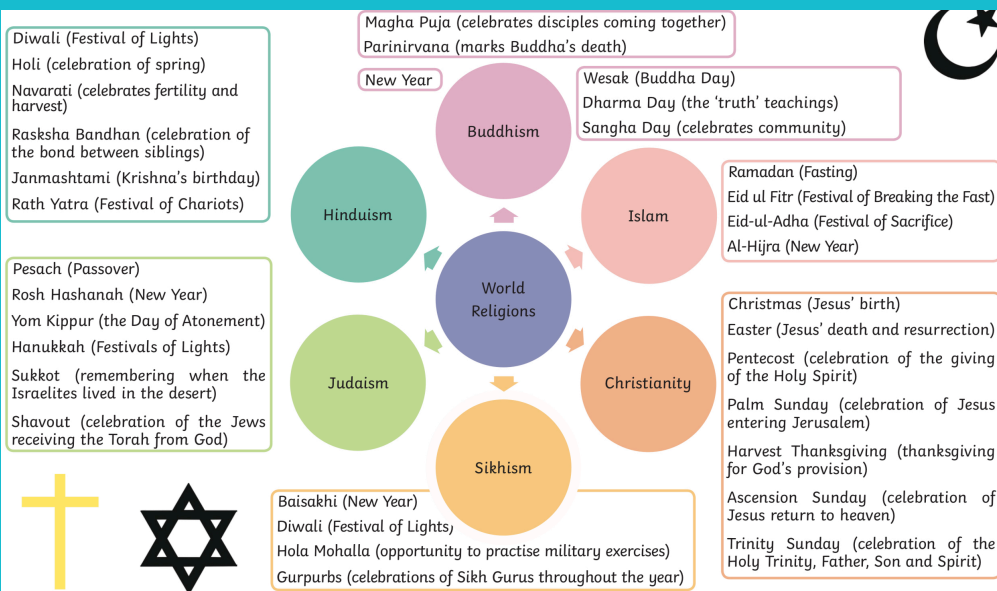 Magha Puja (celebrates disciples coming together)
Parinirvana (marks Buddha's death)
New Year
Wesak (Buddha Day)
Dharma Day (the 'truth' teachings)
Sangha Day (celebrates community)
Buddhism
Diwali (Festival of Lights)
Holi (celebration of spring)
Navarati (celebrates fertility and
harvest)
Rasksha Bandhan (celebration of
the bond between siblings)
Janmashtami (Krishna's birthday)
Rath Yatra (Festival of Chariots)
Hinduism
Islam
Ramadan (Fasting)
Eid ul Fitr (Festival of Breaking the Fast)
Eid-ul-Adha (Festival of Sacrifice)
Al-Hijra (New Year)
World
Religions
Pesach (Passover)
Rosh Hashanah (New Year)
Yom Kippur (the Day of Atonement)
Hanukkah (Festivals of Lights)
Sukkot (remembering when the
Israelites lived in the desert)
Shavout (celebration of the Jews
receiving the Torah from God)
Judaism
Christianity
Christmas (Jesus' birth)
Easter (Jesus' death and resurrection)
Pentecost (celebration of the giving
of the Holy Spirit)
Palm Sunday (celebration of Jesus
entering Jerusalem)
Harvest Thanksgiving (thanksgiving
for God's provision)
Ascension Sunday (celebration of
Jesus return to heaven)
Trinity Sunday (celebration of the
Holy Trinity, Father, Son and Spirit)
Sikhism
Baisakhi (New Year)
Diwali (Festival of Lights)
Hola Mohalla (opportunity to practise military exercises)
Gurpurbs (celebrations of Sikh Gurus throughout the year)